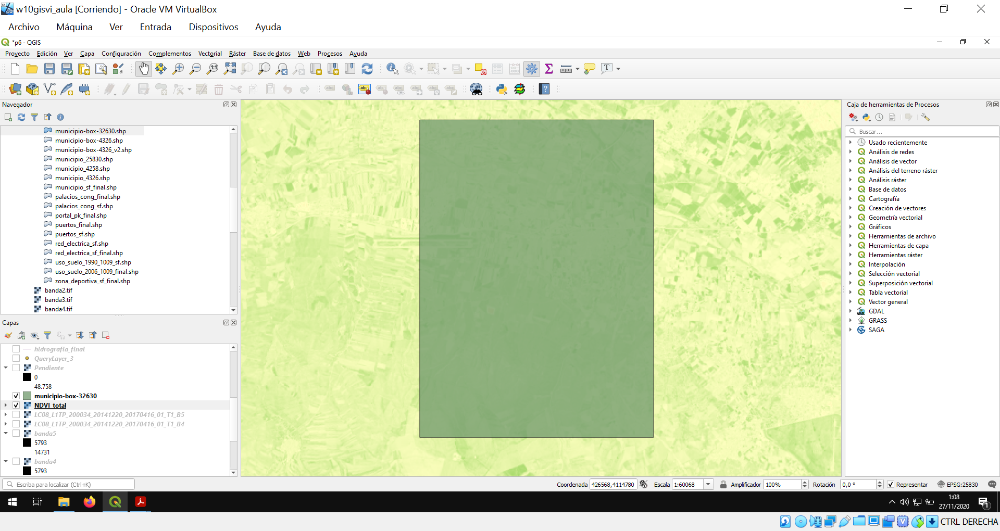 w10gisvi_aula [Corriendo] - Oracle VM VirtualBox
Archivo Máquina Ver Entrada Dispositivos Ayuda
*p6 - QGIS
Proyecto Edición Ver Capa Configuración Complementos Vectorial Ráster Base de datos Web Procesos Ayuda
Navegador
municipio-box-32630.shp
municipio-box-4326.shp
municipio-box-4326_v2.shp
municipio_25830.shp
municipio_4258.shp
municipio_4326.shp
municipio_sf_final.shp
palacios_cong_final.shp
palacios_cong_sf.shp
portal_pk_final.shp
puertos_final.shp
puertos_sf.shp
red_electrica_sf.shp
red_electrica_sf_final.shp
uso_suelo_1990_1009_sf.shp
uso_suelo_2006_1009_final.shp
zona_deportiva_sf_final.shp
banda2.tif
banda3.tif
banda4.tif
Capas
hidrografia_final
QueryLayer_3
Pendiente
0
48.758
municipio-box-32630
NDVI_total
LC08_L1TP_200034_20141220_20170416_01_T1_B5
LC08_L1TP_200034_20141220_20170416_01_T1_B4
banda5
5793
14731
banda4
5793
Caja de herramientas de Procesos
Buscar...
Usado recientemente
Análisis de redes
Análisis de vector
Análisis del terreno ráster
Análisis ráster
Base de datos
Cartografía
Creación de vectores
Geometría vectorial
Gráficos
Herramientas de archivo
Herramientas de capa
Herramientas ráster
Interpolación
Selección vectorial
Superposición vectorial
Tabla vectorial
Vector general
GDAL
GRASS
SAGA
Escriba para localizar (Ctrl+K)
Coordenada 426568,4114780 Escala 1:60068 Amplificador 100% Rotación 0,0 ° Representar EPSG:25830
1:08
27/11/2020
1
CTRL DERECHA